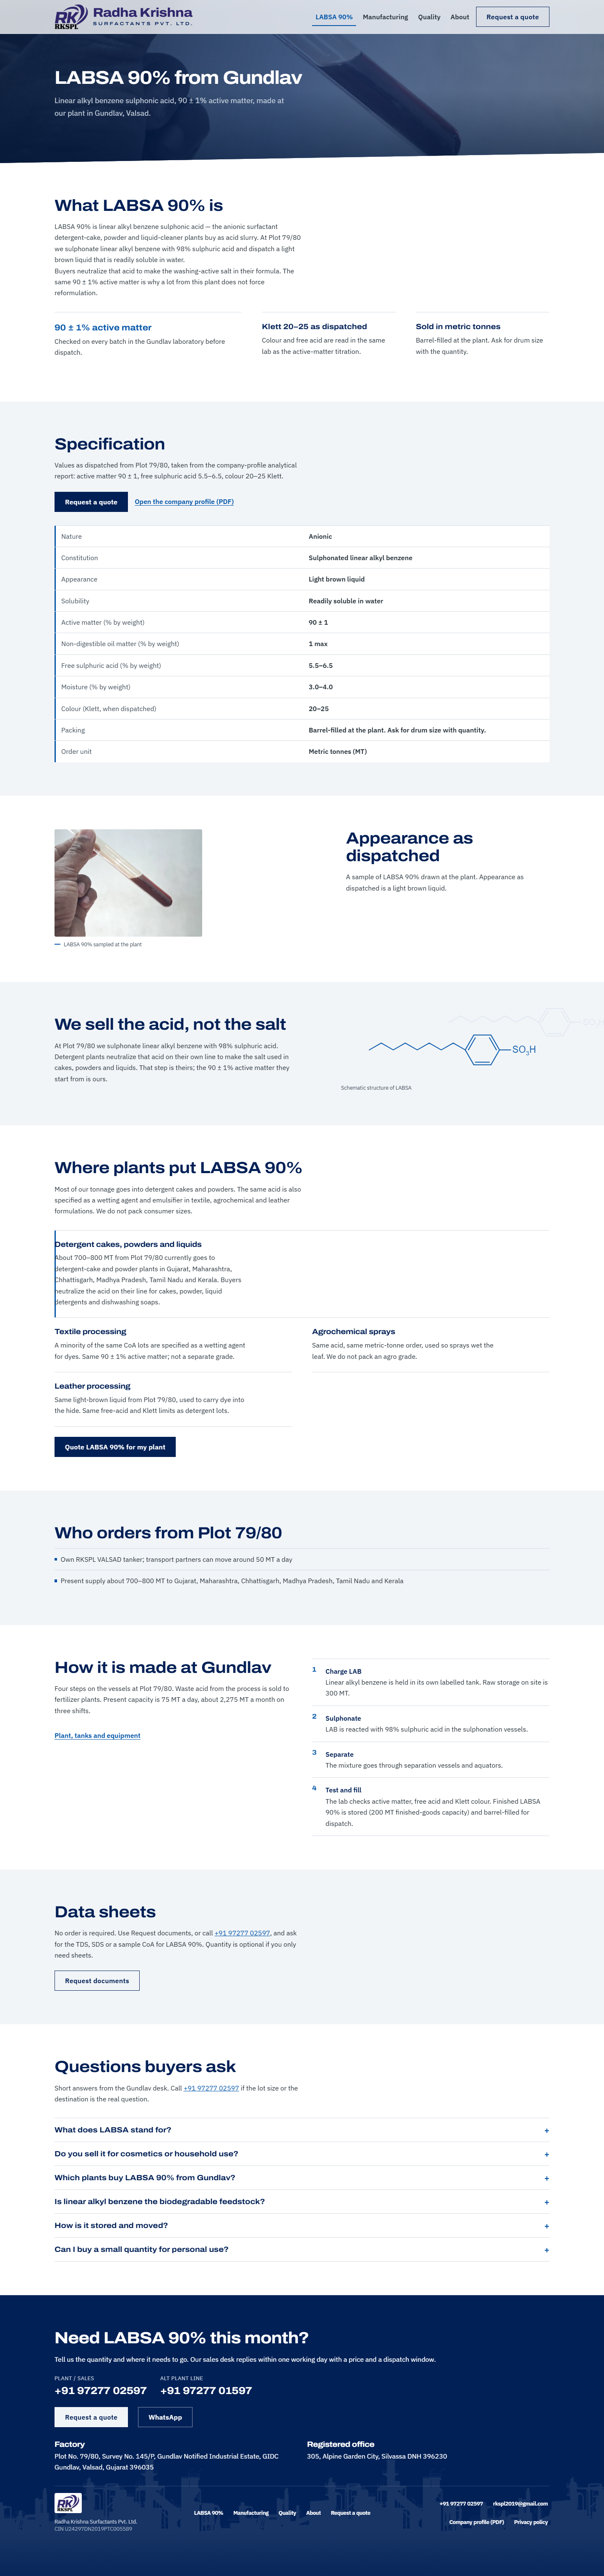 RK
RKSPL
Radha Krishna
SURFACTANTS PVT. LTD.
LABSA 90%
Manufacturing
Quality
About
Request a quote
LABSA 90% from Gundlav
Linear alkyl benzene sulphonic acid, 90 ± 1% active matter, made at
our plant in Gundlav, Valsad.
What LABSA 90% is
LABSA 90% is linear alkyl benzene sulphonic acid — the anionic surfactant
detergent-cake, powder and liquid-cleaner plants buy as acid slurry. At Plot 79/80
we sulphonate linear alkyl benzene with 98% sulphuric acid and dispatch a light
brown liquid that is readily soluble in water.
Buyers neutralize that acid to make the washing-active salt in their formula. The
same 90 ± 1% active matter is why a lot from this plant does not force
reformulation.
90 ± 1% active matter
Checked on every batch in the Gundlav laboratory before
dispatch.
Klett 20–25 as dispatched
Colour and free acid are read in the same
lab as the active-matter titration.
Sold in metric tonnes
Barrel-filled at the plant. Ask for drum size
with the quantity.
Specification
Values as dispatched from Plot 79/80, taken from the company-profile analytical
report: active matter 90 ± 1, free sulphuric acid 5.5–6.5, colour 20–25 Klett.
Request a quote
Open the company profile (PDF)
Nature Anionic
Constitution Sulphonated linear alkyl benzene
Appearance Light brown liquid
Solubility Readily soluble in water
Active matter (% by weight) 90 ± 1
Non-digestible oil matter (% by weight) 1 max
Free sulphuric acid (% by weight) 5.5–6.5
Moisture (% by weight) 3.0–4.0
Colour (Klett, when dispatched) 20–25
Packing Barrel-filled at the plant. Ask for drum size with quantity.
Order unit Metric tonnes (MT)
LABSA 90% sampled at the plant
Appearance as
dispatched
A sample of LABSA 90% drawn at the plant. Appearance as
dispatched is a light brown liquid.
We sell the acid, not the salt
At Plot 79/80 we sulphonate linear alkyl benzene with 98% sulphuric acid.
Detergent plants neutralize that acid on their own line to make the salt used in
cakes, powders and liquids. That step is theirs; the 90 ± 1% active matter they
start from is ours.
SO3H
SO3H
Schematic structure of LABSA
Where plants put LABSA 90%
Most of our tonnage goes into detergent cakes and powders. The same acid is also
specified as a wetting agent and emulsifier in textile, agrochemical and leather
formulations. We do not pack consumer sizes.
Detergent cakes, powders and liquids
About 700–800 MT from Plot 79/80 currently goes to
detergent-cake and powder plants in Gujarat, Maharashtra,
Chhattisgarh, Madhya Pradesh, Tamil Nadu and Kerala. Buyers
neutralize the acid on their line for cakes, powder, liquid
detergents and dishwashing soaps.
Textile processing
A minority of the same CoA lots are specified as a wetting agent
for dyes. Same 90 ± 1% active matter; not a separate grade.
Agrochemical sprays
Same acid, same metric-tonne order, used so sprays wet the
leaf. We do not pack an agro grade.
Leather processing
Same light-brown liquid from Plot 79/80, used to carry dye into
the hide. Same free-acid and Klett limits as detergent lots.
Quote LABSA 90% for my plant
Who orders from Plot 79/80
Own RKSPL VALSAD tanker; transport partners can move around 50 MT a day
Present supply about 700–800 MT to Gujarat, Maharashtra, Chhattisgarh, Madhya Pradesh, Tamil Nadu and Kerala
How it is made at Gundlav
Four steps on the vessels at Plot 79/80. Waste acid from the process is sold to
fertilizer plants. Present capacity is 75 MT a day, about 2,275 MT a month on
three shifts.
Plant, tanks and equipment
1 Charge LAB
Linear alkyl benzene is held in its own labelled tank. Raw storage on site is
300 MT.
2 Sulphonate
LAB is reacted with 98% sulphuric acid in the sulphonation vessels.
3 Separate
The mixture goes through separation vessels and aquators.
4 Test and fill
The lab checks active matter, free acid and Klett colour. Finished LABSA
90% is stored (200 MT finished-goods capacity) and barrel-filled for
dispatch.
Data sheets
No order is required. Use Request documents, or call +91 97277 02597, and ask
for the TDS, SDS or a sample CoA for LABSA 90%. Quantity is optional if you only
need sheets.
Request documents
Questions buyers ask
Short answers from the Gundlav desk. Call +91 97277 02597 if the lot size or the
destination is the real question.
What does LABSA stand for? +
Do you sell it for cosmetics or household use? +
Which plants buy LABSA 90% from Gundlav? +
Is linear alkyl benzene the biodegradable feedstock? +
How is it stored and moved? +
Can I buy a small quantity for personal use? +
Need LABSA 90% this month?
Tell us the quantity and where it needs to go. Our sales desk replies within one working day with a price and a dispatch window.
PLANT / SALES
+91 97277 02597
ALT PLANT LINE
+91 97277 01597
Request a quote
WhatsApp
Factory
Plot No. 79/80, Survey No. 145/P, Gundlav Notified Industrial Estate, GIDC
Gundlav, Valsad, Gujarat 396035
Registered office
305, Alpine Garden City, Silvassa DNH 396230
RK
RKSPL
Radha Krishna Surfactants Pvt. Ltd.
CIN U24297DN2019PTC005589
LABSA 90%
Manufacturing
Quality
About
Request a quote
+91 97277 02597
rkspl2019@gmail.com
Company profile (PDF)
Privacy policy